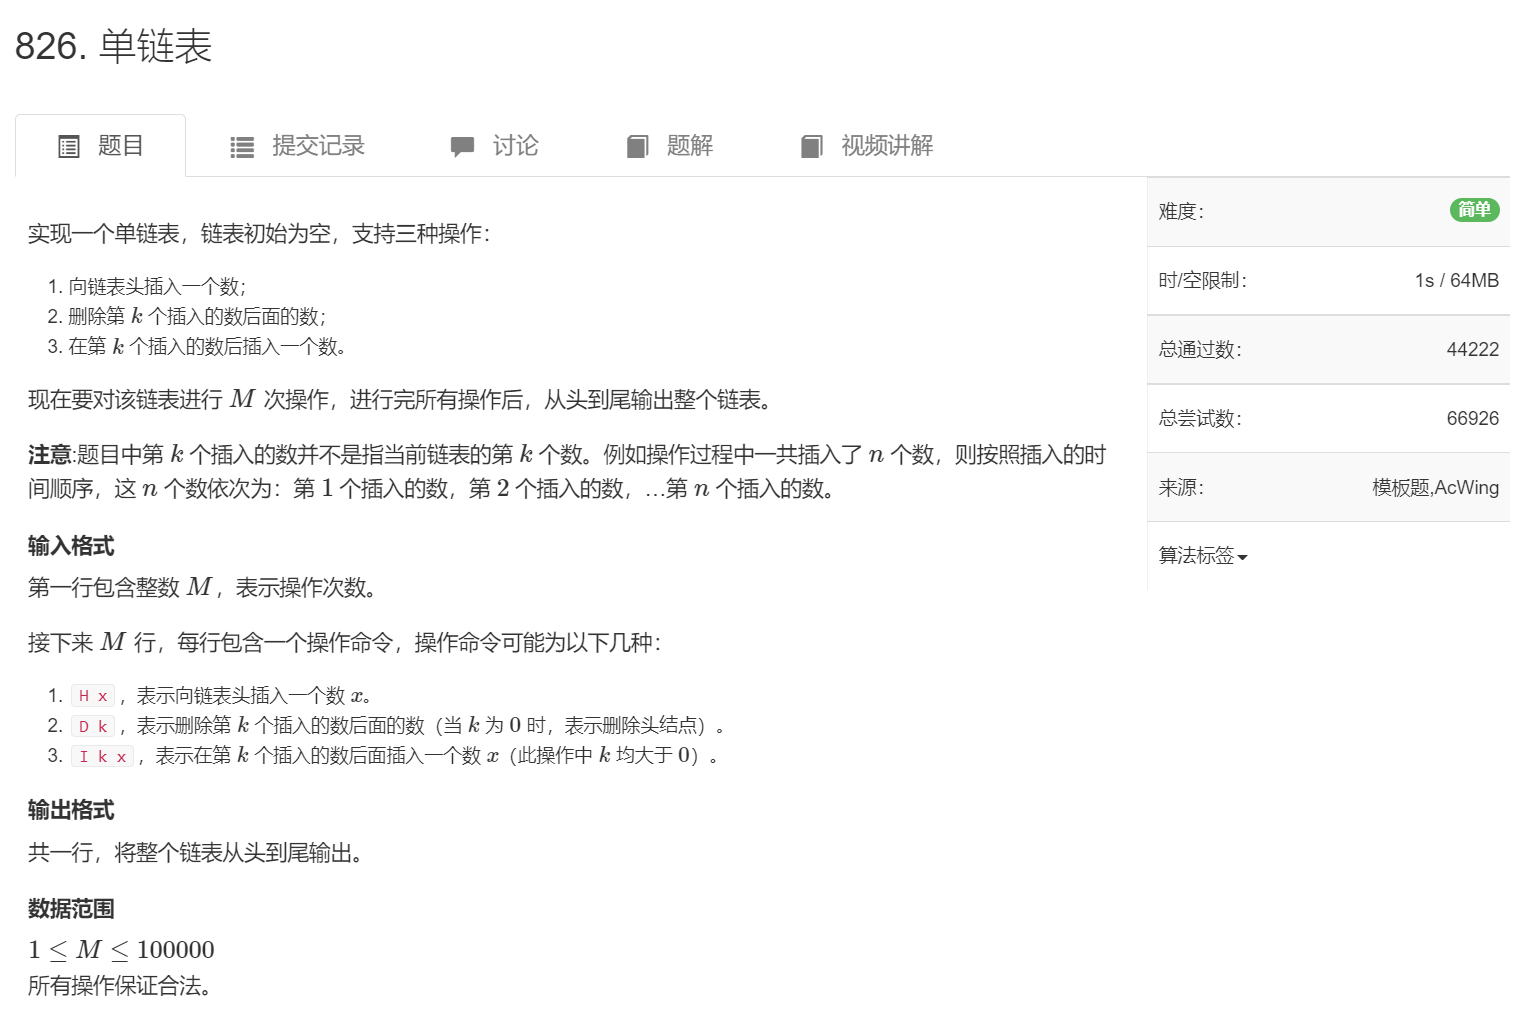 826. 单链表
题目
提交记录
讨论
题解
视频讲解
实现一个单链表，链表初始为空，支持三种操作：
1. 向链表头插入一个数；
2. 删除第 k 个插入的数后面的数；
3. 在第 k 个插入的数后插入一个数。
现在要对该链表进行 M 次操作，进行完所有操作后，从头到尾输出整个链表。
注意:题目中第 k 个插入的数并不是指当前链表的第 k 个数。例如操作过程中一共插入了 n 个数，则按照插入的时
间顺序，这 n 个数依次为：第 1 个插入的数，第 2 个插入的数，…第 n 个插入的数。
输入格式
第一行包含整数 M，表示操作次数。
接下来 M 行，每行包含一个操作命令，操作命令可能为以下几种：
1. H x，表示向链表头插入一个数 x。
2. D k，表示删除第 k 个插入的数后面的数（当 k 为 0 时，表示删除头结点）。
3. I k x，表示在第 k 个插入的数后面插入一个数 x（此操作中 k 均大于 0）。
输出格式
共一行，将整个链表从头到尾输出。
数据范围
1 ≤ M ≤ 100000
所有操作保证合法。
难度： 简单
时/空限制： 1s / 64MB
总通过数： 44222
总尝试数： 66926
来源： 模板题,AcWing
算法标签